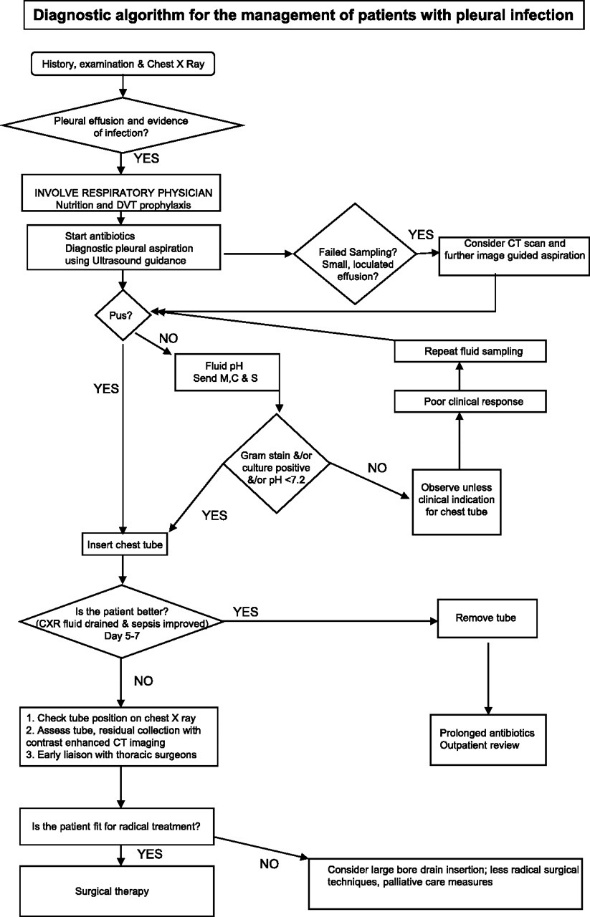 Diagnostic algorithm for the management of patients with pleural infection
History, examination & Chest X Ray
Pleural effusion and evidence
of infection?
YES
INVOLVE RESPIRATORY PHYSICIAN
Nutrition and DVT prophylaxis
Start antibiotics
Diagnostic pleural aspiration
using Ultrasound guidance
Failed Sampling?
Small, loculated
effusion?
YES
Consider CT scan and
further image guided aspiration
Pus?
NO
YES
Fluid pH
Send M,C & S
Repeat fluid sampling
Poor clinical response
Gram stain &/or
culture positive
&/or pH <7.2
NO
YES
Observe unless
clinical indication
for chest tube
Insert chest tube
Is the patient better?
(CXR fluid drained & sepsis improved)
Day 5-7
YES
Remove tube
NO
Prolonged antibiotics
Outpatient review
1. Check tube position on chest X ray
2. Assess tube, residual collection with
contrast enhanced CT imaging
3. Early liaison with thoracic surgeons
Is the patient fit for radical treatment?
YES
NO
Surgical therapy
Consider large bore drain insertion; less radical surgical
techniques, palliative care measures